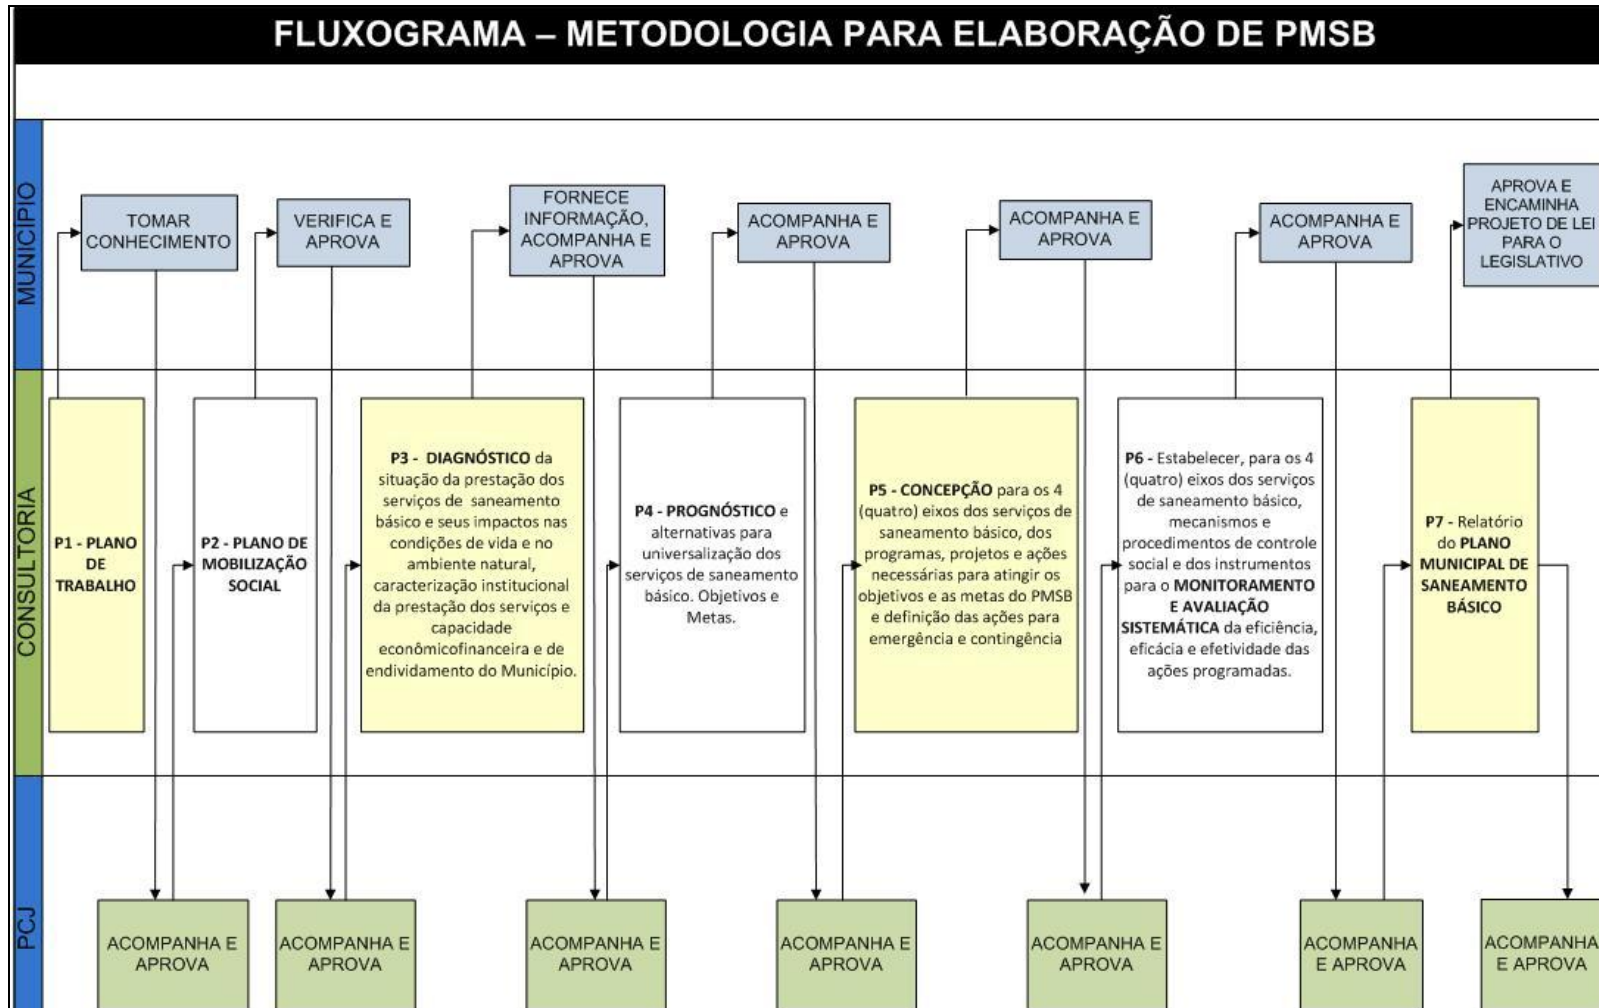 FLUXOGRAMA – METODOLOGIA PARA ELABORAÇÃO DE PMSB
MUNICÍPIO
TOMAR
CONHECIMENTO
VERIFICA E
APROVA
FORNECE
INFORMAÇÃO,
ACOMPANHA E
APROVA
ACOMPANHA E
APROVA
ACOMPANHA E
APROVA
ACOMPANHA E
APROVA
APROVA E
ENCAMINHA
PROJETO DE LEI
PARA O
LEGISLATIVO
CONSULTORIA
P1 - PLANO
DE
TRABALHO
P2 - PLANO DE
MOBILIZAÇÃO
SOCIAL
P3 - DIAGNÓSTICO da
situação da prestação dos
serviços de saneamento
básico e seus impactos nas
condições de vida e no
ambiente natural,
caracterização institucional
da prestação dos serviços e
capacidade
econômicofinanceira e de
endividamento do Município.
P4 - PROGNÓSTICO e
alternativas para
universalização dos
serviços de saneamento
básico. Objetivos e
Metas.
P5 - CONCEPÇÃO para os 4
(quatro) eixos dos serviços de
saneamento básico, dos
programas, projetos e ações
necessárias para atingir os
objetivos e as metas do PMSB
e definição das ações para
emergência e contingência
P6 - Estabelecer, para os 4
(quatro) eixos dos serviços
de saneamento básico,
mecanismos e
procedimentos de controle
social e dos instrumentos
para o MONITORAMENTO
E AVALIAÇÃO
SISTEMÁTICA da eficiência,
eficácia e efetividade das
ações programadas.
P7 - Relatório
do PLANO
MUNICIPAL DE
SANEAMENTO
BÁSICO
PCJ
ACOMPANHA E
APROVA
ACOMPANHA E
APROVA
ACOMPANHA E
APROVA
ACOMPANHA E
APROVA
ACOMPANHA E
APROVA
ACOMPANHA
E APROVA
ACOMPANHA
E APROVA